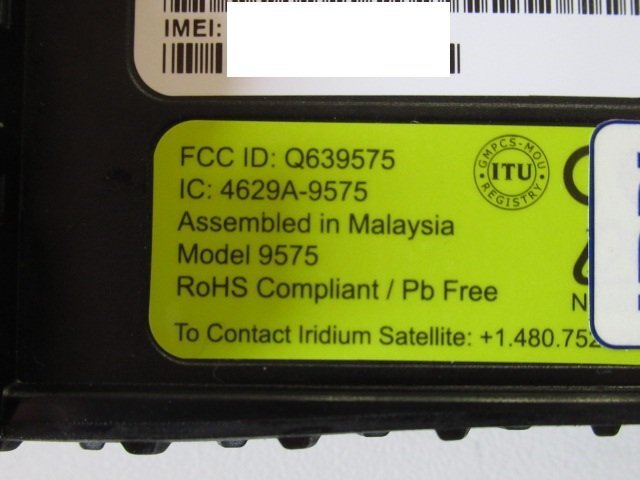 IMEI:
FCC ID: Q639575
IC: 4629A-9575
Assembled in Malaysia
Model 9575
RoHS Compliant / Pb Free
To Contact Iridium Satellite: +1.480.752
GMPCS-MOU
ITU
REGISTRY
N